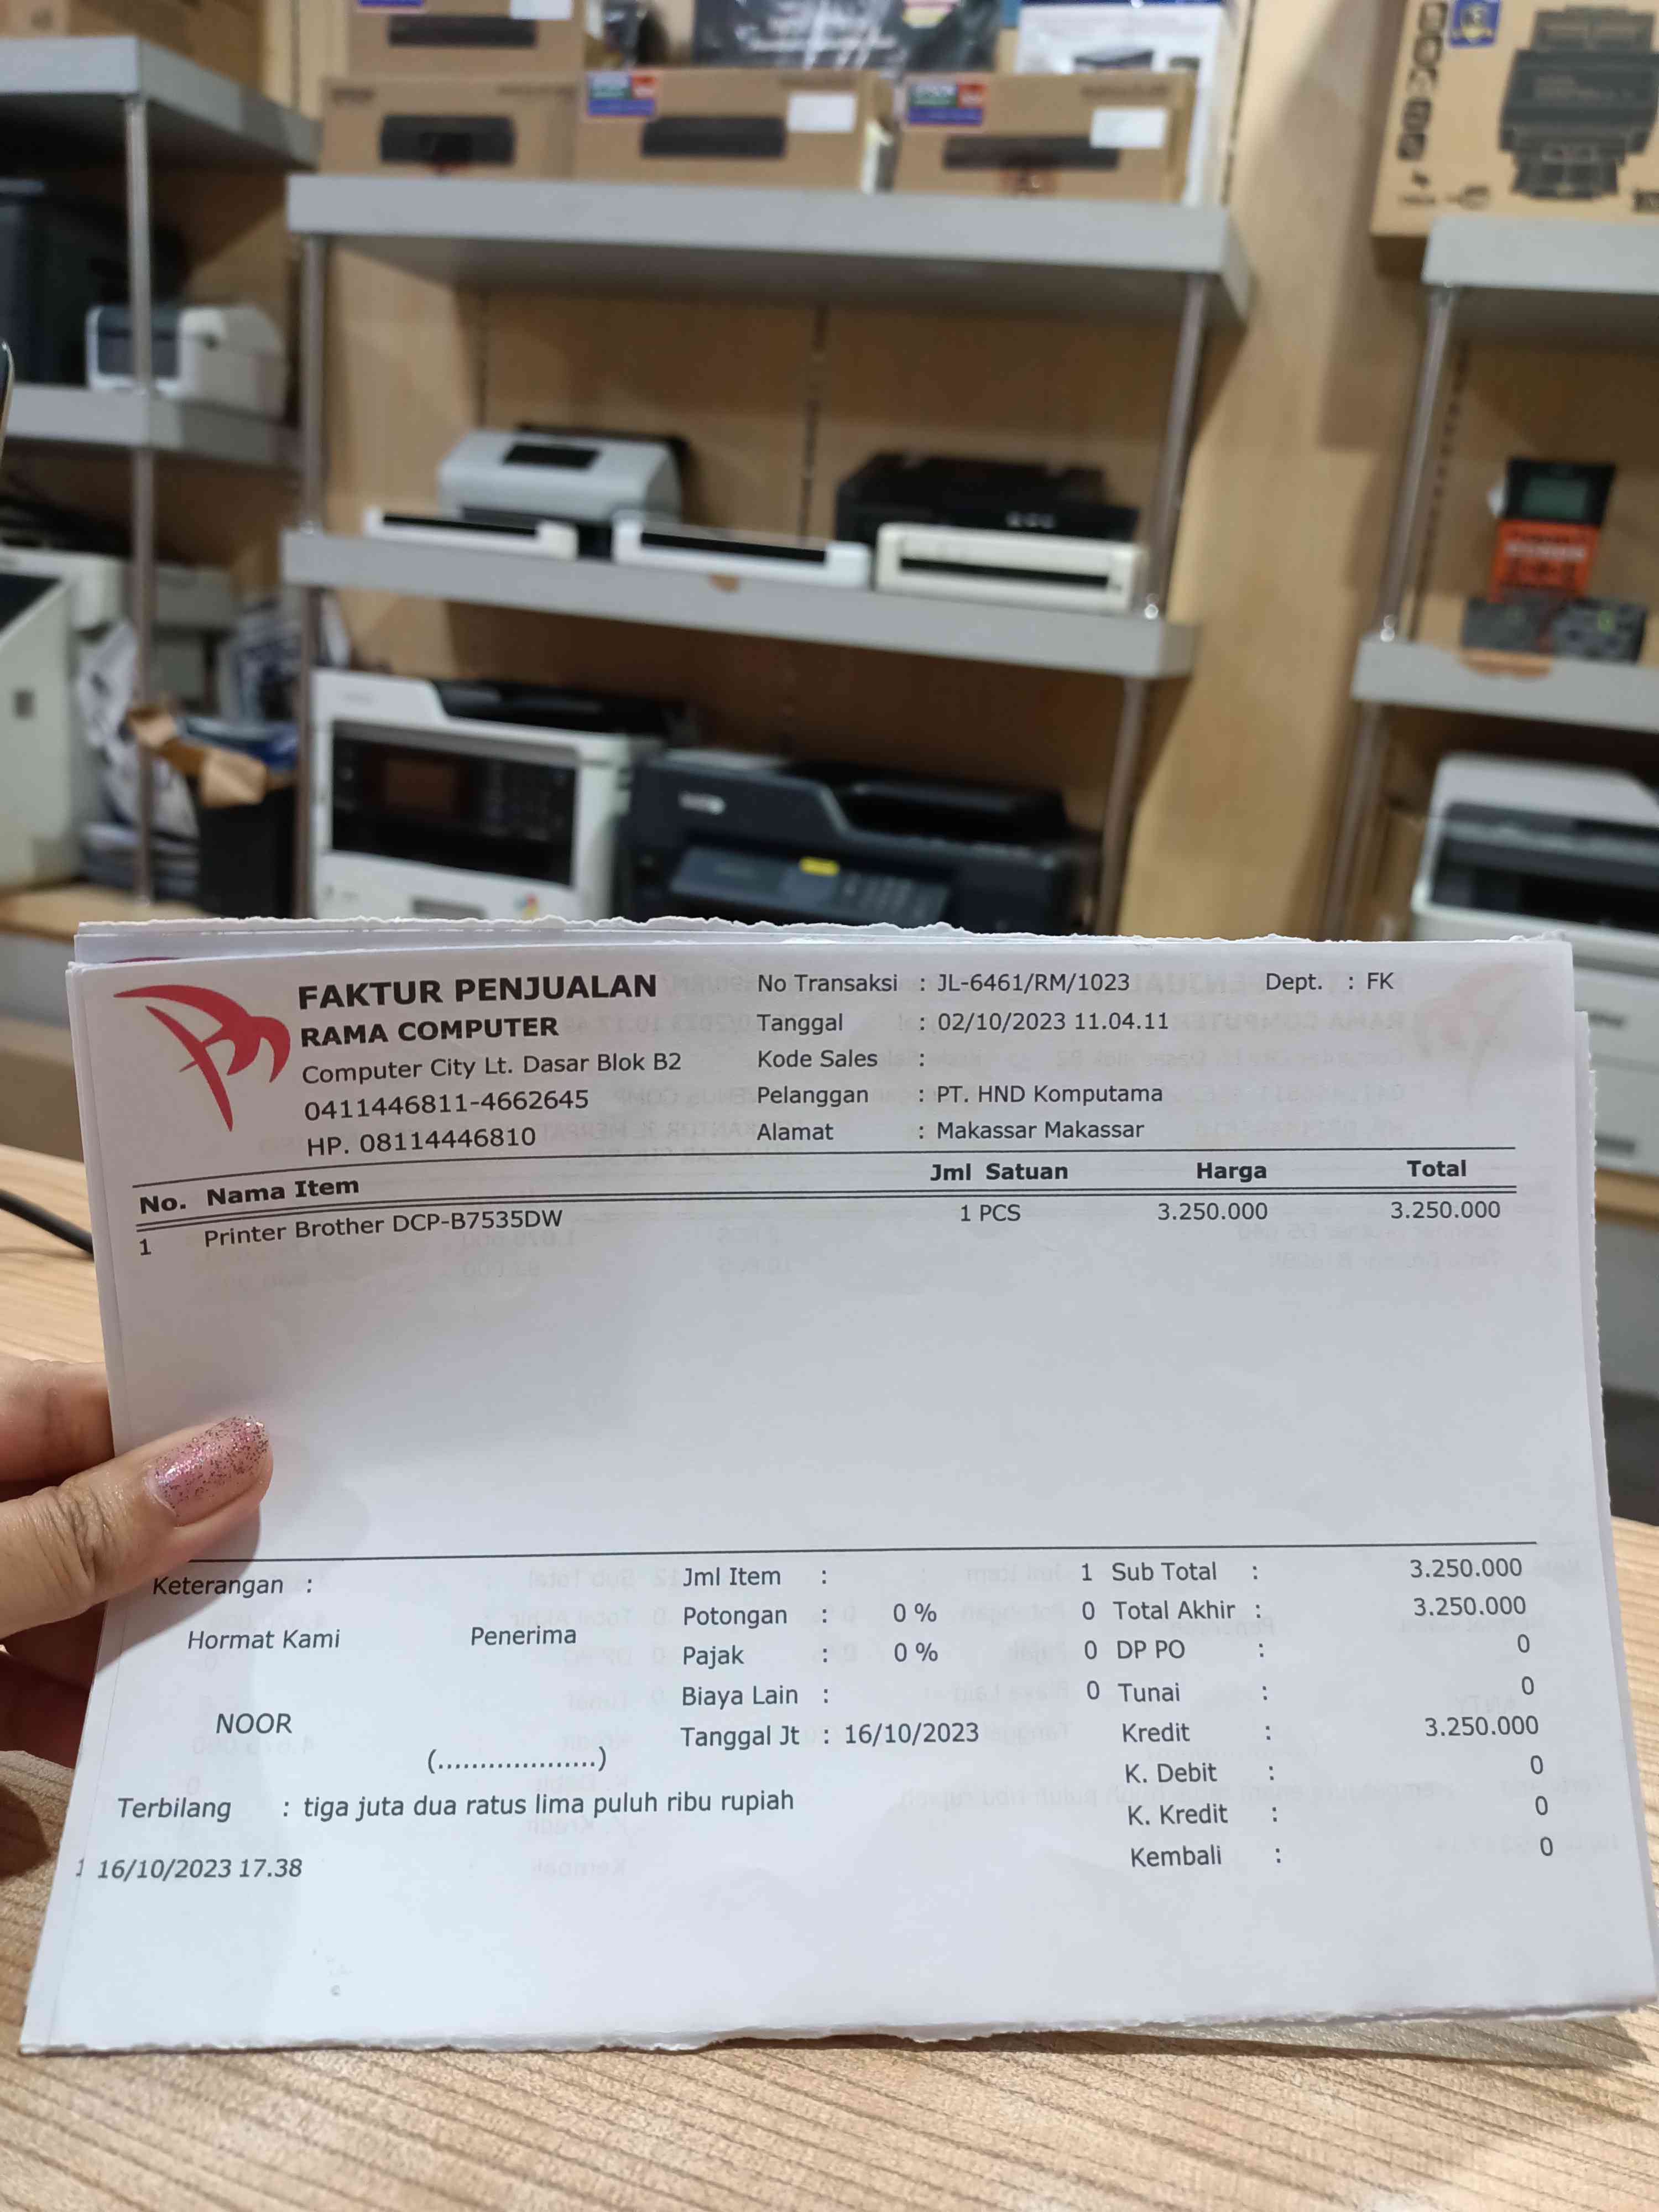 FAKTUR PENJUALAN
RAMA COMPUTER
Computer City Lt. Dasar Blok B2
0411446811-4662645
HP. 08114446810
No Transaksi : JL-6461/RM/1023 Dept. : FK
Tanggal : 02/10/2023 11.04.11
Kode Sales :
Pelanggan : PT. HND Komputama
Alamat : Makassar Makassar
No. Nama Item Jml Satuan Harga Total
1 Printer Brother DCP-B7535DW 1 PCS 3.250.000 3.250.000
Keterangan :
Hormat Kami Penerima
NOOR
(...................)
Jml Item : 1
Potongan : 0 % 0
Pajak : 0 % 0
Biaya Lain : 0
Tanggal Jt : 16/10/2023
Sub Total : 3.250.000
Total Akhir : 3.250.000
DP PO : 0
Tunai : 0
Kredit : 3.250.000
K. Debit : 0
K. Kredit : 0
Kembali : 0
Terbilang : tiga juta dua ratus lima puluh ribu rupiah
1 16/10/2023 17.38